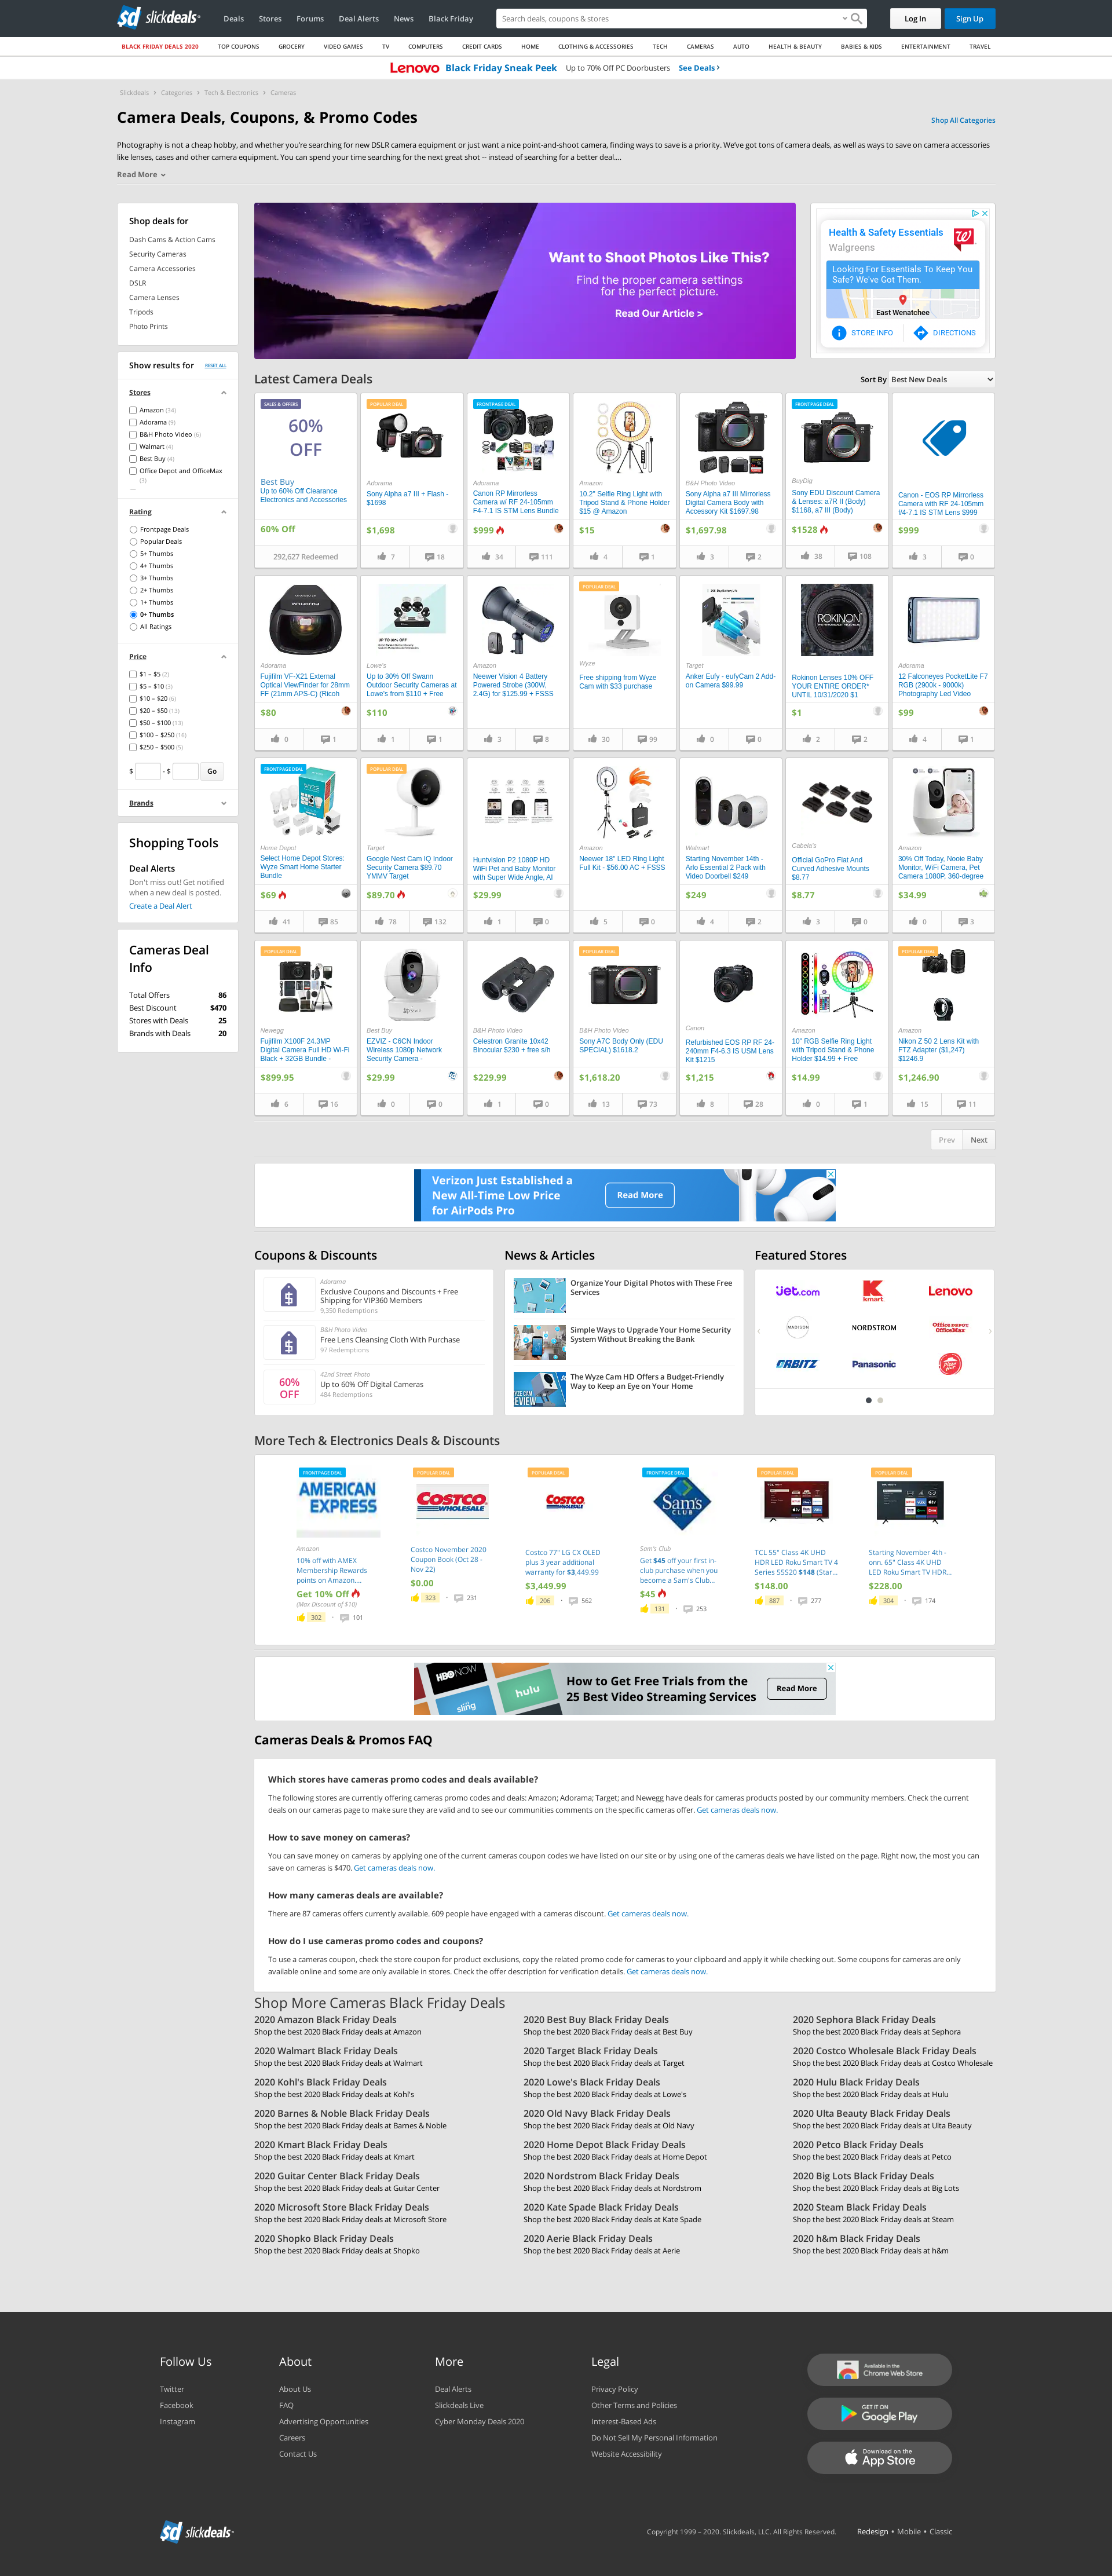 sd slickdeals
Deals Stores Forums Deal Alerts News Black Friday
Search deals, coupons & stores
Log In
Sign Up
BLACK FRIDAY DEALS 2020 TOP COUPONS GROCERY VIDEO GAMES TV COMPUTERS CREDIT CARDS HOME CLOTHING & ACCESSORIES TECH CAMERAS AUTO HEALTH & BEAUTY BABIES & KIDS ENTERTAINMENT TRAVEL
Lenovo Black Friday Sneak Peek Up to 70% Off PC Doorbusters See Deals
Slickdeals Categories Tech & Electronics Cameras
Camera Deals, Coupons, & Promo Codes
Shop All Categories
Photography is not a cheap hobby, and whether you're searching for new DSLR camera equipment or you just want a nice point-and-shoot camera, finding ways to save is a priority. We've got tons of camera deals, as well as ways to save on camera accessories
like lenses, cases and other camera equipment. You can spend your time searching for the next great shot -- instead of searching for a better deal....
Read More
Shop deals for
Dash Cams & Action Cams
Security Cameras
Camera Accessories
DSLR
Camera Lenses
Tripods
Photo Prints
Show results for RESET ALL
Stores
Amazon (34)
Adorama (9)
B&H Photo Video (6)
Walmart (4)
Best Buy (4)
Office Depot and OfficeMax
(3)
Rating
Frontpage Deals
Popular Deals
5+ Thumbs
4+ Thumbs
3+ Thumbs
2+ Thumbs
1+ Thumbs
0+ Thumbs
All Ratings
Price
$1 – $5 (2)
$5 – $10 (3)
$10 – $20 (6)
$20 – $50 (13)
$50 – $100 (13)
$100 – $250 (16)
$250 – $500 (5)
$ - $ Go
Brands
Shopping Tools
Deal Alerts
Don't miss out! Get notified
when a new deal is posted.
Create a Deal Alert
Cameras Deal
Info
Total Offers 86
Best Discount $470
Stores with Deals 25
Brands with Deals 20
Want to Shoot Photos Like This?
Find the proper camera settings
for the perfect picture.
Read Our Article >
Health & Safety Essentials
Walgreens
Looking For Essentials To Keep You
Safe? We've Got Them.
East Wenatchee
STORE INFO
DIRECTIONS
Latest Camera Deals
Sort By Best New Deals
SALES & OFFERS
60%
OFF
Best Buy
Up to 60% Off Clearance
Electronics and Accessories
60% Off
292,627 Redeemed
POPULAR DEAL
Adorama
Sony Alpha a7 III + Flash -
$1698
$1,698
7 18
FRONTPAGE DEAL
Adorama
Canon RP Mirrorless
Camera w/ RF 24-105mm
F4-7.1 IS STM Lens Bundle
$999
34 111
Amazon
10.2" Selfie Ring Light with
Tripod Stand & Phone Holder
$15 @ Amazon
$15
4 1
B&H Photo Video
Sony Alpha a7 III Mirrorless
Digital Camera Body with
Accessory Kit $1697.98
$1,697.98
3 2
FRONTPAGE DEAL
BuyDig
Sony EDU Discount Camera
& Lenses: a7R II (Body)
$1168, a7 III (Body)
$1528
38 108
Canon - EOS RP Mirrorless
Camera with RF 24-105mm
f/4-7.1 IS STM Lens $999
$999
3 0
Adorama
Fujifilm VF-X21 External
Optical ViewFinder for 28mm
FF (21mm APS-C) (Ricoh
$80
0 1
UP TO 30% OFF
Lowe's
Up to 30% Off Swann
Outdoor Security Cameras at
Lowe's from $110 + Free
$110
1 1
Amazon
Neewer Vision 4 Battery
Powered Strobe (300W,
2.4G) for $125.99 + FSSS
3 8
POPULAR DEAL
Wyze
Free shipping from Wyze
Cam with $33 purchase
30 99
Target
Anker Eufy - eufyCam 2 Add-
on Camera $99.99
0 0
ROKINON
Rokinon Lenses 10% OFF
YOUR ENTIRE ORDER*
UNTIL 10/31/2020 $1
$1
2 2
Adorama
12 Falconeyes PocketLite F7
RGB (2900k - 9000k)
Photography Led Video
$99
4 1
FRONTPAGE DEAL
Home Depot
Select Home Depot Stores:
Wyze Smart Home Starter
Bundle
$69
41 85
POPULAR DEAL
Target
Google Nest Cam IQ Indoor
Security Camera $89.70
YMMV Target
$89.70
78 132
Huntvision P2 1080P HD
WiFi Pet and Baby Monitor
with Super Wide Angle, AI
$29.99
1 0
Amazon
Neewer 18" LED Ring Light
Full Kit - $56.00 AC + FSSS
5 0
Walmart
Starting November 14th -
Arlo Essential 2 Pack with
Video Doorbell $249
$249
4 2
Cabela's
Official GoPro Flat And
Curved Adhesive Mounts
$8.77
$8.77
3 0
Amazon
30% Off Today, Nooie Baby
Monitor, WiFi Camera, Pet
Camera 1080P, 360-degree
$34.99
0 3
POPULAR DEAL
Newegg
Fujifilm X100F 24.3MP
Digital Camera Full HD Wi-Fi
Black + 32GB Bundle -
$899.95
6 16
Best Buy
EZVIZ - C6CN Indoor
Wireless 1080p Network
Security Camera -
$29.99
0 0
B&H Photo Video
Celestron Granite 10x42
Binocular $230 + free s/h
$229.99
1 0
POPULAR DEAL
B&H Photo Video
Sony A7C Body Only (EDU
SPECIAL) $1618.2
$1,618.20
13 73
Canon
Refurbished EOS RP RF 24-
240mm F4-6.3 IS USM Lens
Kit $1215
$1,215
8 28
Amazon
10" RGB Selfie Ring Light
with Tripod Stand & Phone
Holder $14.99 + Free
$14.99
0 1
POPULAR DEAL
Amazon
Nikon Z 50 2 Lens Kit with
FTZ Adapter ($1,247)
$1246.9
$1,246.90
15 11
Prev Next
Verizon Just Established a
New All-Time Low Price
for AirPods Pro
Read More
Coupons & Discounts
Adorama
Exclusive Coupons and Discounts + Free
Shipping for VIP360 Members
9,350 Redemptions
B&H Photo Video
Free Lens Cleansing Cloth With Purchase
97 Redemptions
60%
OFF
42nd Street Photo
Up to 60% Off Digital Cameras
484 Redemptions
News & Articles
Organize Your Digital Photos with These Free
Services
Simple Ways to Upgrade Your Home Security
System Without Breaking the Bank
The Wyze Cam HD Offers a Budget-Friendly
Way to Keep an Eye on Your Home
Featured Stores
jet.com
kmart
Lenovo
MADISON
NORDSTROM
Office DEPOT
OfficeMax
ORBITZ
Panasonic
More Tech & Electronics Deals & Discounts
FRONTPAGE DEAL
AMERICAN
EXPRESS
Amazon
10% off with AMEX
Membership Rewards
points on Amazon....
Get 10% Off
(Max Discount of $10)
302 101
POPULAR DEAL
COSTCO
WHOLESALE
Costco November 2020
Coupon Book (Oct 28 -
Nov 22)
$0.00
323 231
POPULAR DEAL
COSTCO
WHOLESALE
Costco 77" LG CX OLED
plus 3 year additional
warranty for $3,449.99
$3,449.99
206 562
FRONTPAGE DEAL
Sam's
CLUB
Sam's Club
Get $45 off your first in-
club purchase when you
become a Sam's Club...
$45
131 253
POPULAR DEAL
TCL 55" Class 4K UHD
HDR LED Roku Smart TV 4
Series 55S20 $148 (Star...
$148.00
887 277
POPULAR DEAL
Starting November 4th -
onn. 65" Class 4K UHD
LED Roku Smart TV HDR...
$228.00
304 174
HBO NOW
sling
hulu
How to Get Free Trials from the
25 Best Video Streaming Services
Read More
Cameras Deals & Promos FAQ
Which stores have cameras promo codes and deals available?
The following stores are currently offering cameras promo codes and deals: Amazon; Adorama; Target; and Newegg have deals for cameras products posted by our community members. Check the current
deals on our cameras page to make sure they are valid and to see our communities comments on the specific cameras offer. Get cameras deals now.
How to save money on cameras?
You can save money on cameras by applying one of the current cameras coupon codes we have listed on our site or by using one of the cameras deals we have listed on the page. Right now, the most you can
save on cameras is $470. Get cameras deals now.
How many cameras deals are available?
There are 87 cameras offers currently available. 609 people have engaged with a cameras discount. Get cameras deals now.
How do I use cameras promo codes and coupons?
To use a cameras coupon, check the store coupon for product exclusions, copy the related promo code for cameras to your clipboard and apply it while checking out. Some coupons for cameras are only
available online and some are only available in stores. Check the offer description for verification details. Get cameras deals now.
Shop More Cameras Black Friday Deals
2020 Amazon Black Friday Deals
Shop the best 2020 Black Friday deals at Amazon
2020 Best Buy Black Friday Deals
Shop the best 2020 Black Friday deals at Best Buy
2020 Sephora Black Friday Deals
Shop the best 2020 Black Friday deals at Sephora
2020 Walmart Black Friday Deals
Shop the best 2020 Black Friday deals at Walmart
2020 Target Black Friday Deals
Shop the best 2020 Black Friday deals at Target
2020 Costco Wholesale Black Friday Deals
Shop the best 2020 Black Friday deals at Costco Wholesale
2020 Kohl's Black Friday Deals
Shop the best 2020 Black Friday deals at Kohl's
2020 Lowe's Black Friday Deals
Shop the best 2020 Black Friday deals at Lowe's
2020 Hulu Black Friday Deals
Shop the best 2020 Black Friday deals at Hulu
2020 Barnes & Noble Black Friday Deals
Shop the best 2020 Black Friday deals at Barnes & Noble
2020 Old Navy Black Friday Deals
Shop the best 2020 Black Friday deals at Old Navy
2020 Ulta Beauty Black Friday Deals
Shop the best 2020 Black Friday deals at Ulta Beauty
2020 Kmart Black Friday Deals
Shop the best 2020 Black Friday deals at Kmart
2020 Home Depot Black Friday Deals
Shop the best 2020 Black Friday deals at Home Depot
2020 Petco Black Friday Deals
Shop the best 2020 Black Friday deals at Petco
2020 Guitar Center Black Friday Deals
Shop the best 2020 Black Friday deals at Guitar Center
2020 Nordstrom Black Friday Deals
Shop the best 2020 Black Friday deals at Nordstrom
2020 Big Lots Black Friday Deals
Shop the best 2020 Black Friday deals at Big Lots
2020 Microsoft Store Black Friday Deals
Shop the best 2020 Black Friday deals at Microsoft Store
2020 Kate Spade Black Friday Deals
Shop the best 2020 Black Friday deals at Kate Spade
2020 Steam Black Friday Deals
Shop the best 2020 Black Friday deals at Steam
2020 Shopko Black Friday Deals
Shop the best 2020 Black Friday deals at Shopko
2020 Aerie Black Friday Deals
Shop the best 2020 Black Friday deals at Aerie
2020 h&m Black Friday Deals
Shop the best 2020 Black Friday deals at h&m
Follow Us
Twitter
Facebook
Instagram
About
About Us
FAQ
Advertising Opportunities
Careers
Contact Us
More
Deal Alerts
Slickdeals Live
Cyber Monday Deals 2020
Legal
Privacy Policy
Other Terms and Policies
Interest-Based Ads
Do Not Sell My Personal Information
Website Accessibility
Available in the
Chrome Web Store
GET IT ON
Google Play
Download on the
App Store
sd slickdeals
Copyright 1999 – 2020. Slickdeals, LLC. All Rights Reserved.
Redesign • Mobile • Classic